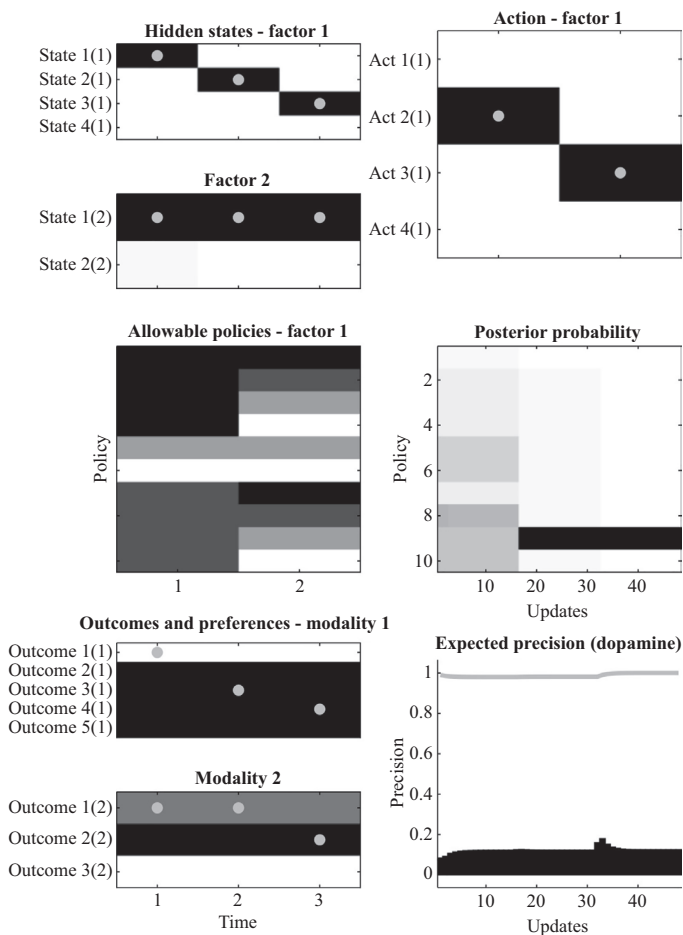 Hidden states - factor 1
State 1(1)
State 2(1)
State 3(1)
State 4(1)
Action - factor 1
Act 1(1)
Act 2(1)
Act 3(1)
Act 4(1)
Factor 2
State 1(2)
State 2(2)
Allowable policies - factor 1
Policy
1 2
Posterior probability
Policy
2
4
6
8
10
10 20 30 40
Updates
Outcomes and preferences - modality 1
Outcome 1(1)
Outcome 2(1)
Outcome 3(1)
Outcome 4(1)
Outcome 5(1)
Modality 2
Outcome 1(2)
Outcome 2(2)
Outcome 3(2)
1 2 3
Time
Expected precision (dopamine)
Precision
1
0.8
0.6
0.4
0.2
0
10 20 30 40
Updates